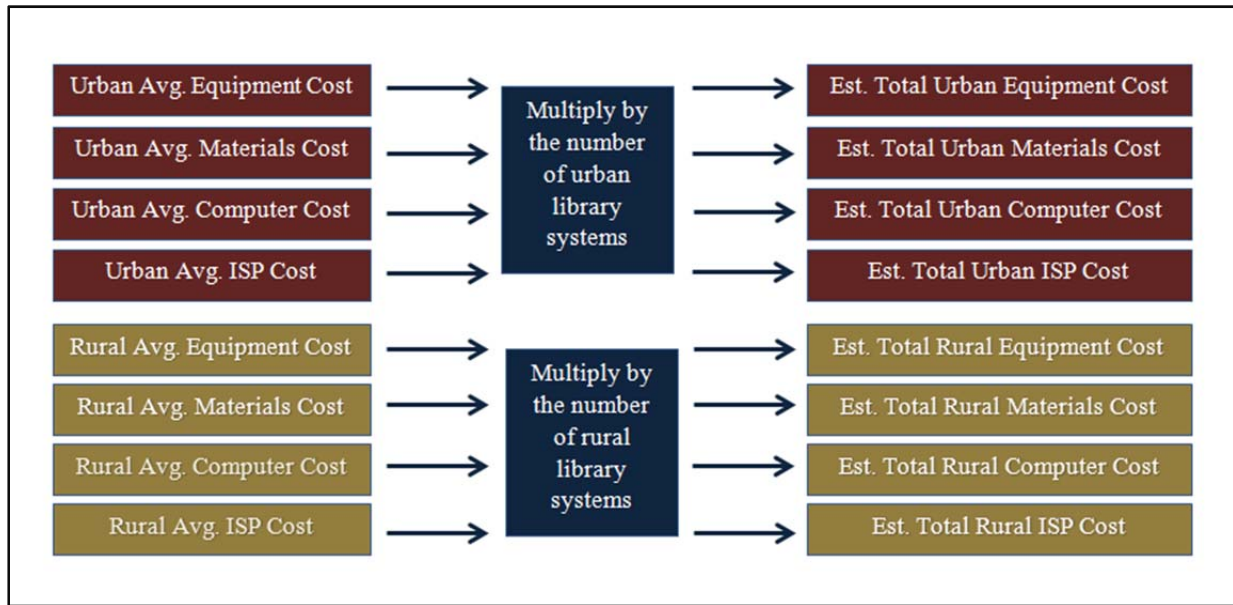 Urban Avg. Equipment Cost
Urban Avg. Materials Cost
Urban Avg. Computer Cost
Urban Avg. ISP Cost
Multiply by
the number
of urban
library
systems
Est. Total Urban Equipment Cost
Est. Total Urban Materials Cost
Est. Total Urban Computer Cost
Est. Total Urban ISP Cost
Rural Avg. Equipment Cost
Rural Avg. Materials Cost
Rural Avg. Computer Cost
Rural Avg. ISP Cost
Multiply by
the number
of rural
library
systems
Est. Total Rural Equipment Cost
Est. Total Rural Materials Cost
Est. Total Rural Computer Cost
Est. Total Rural ISP Cost